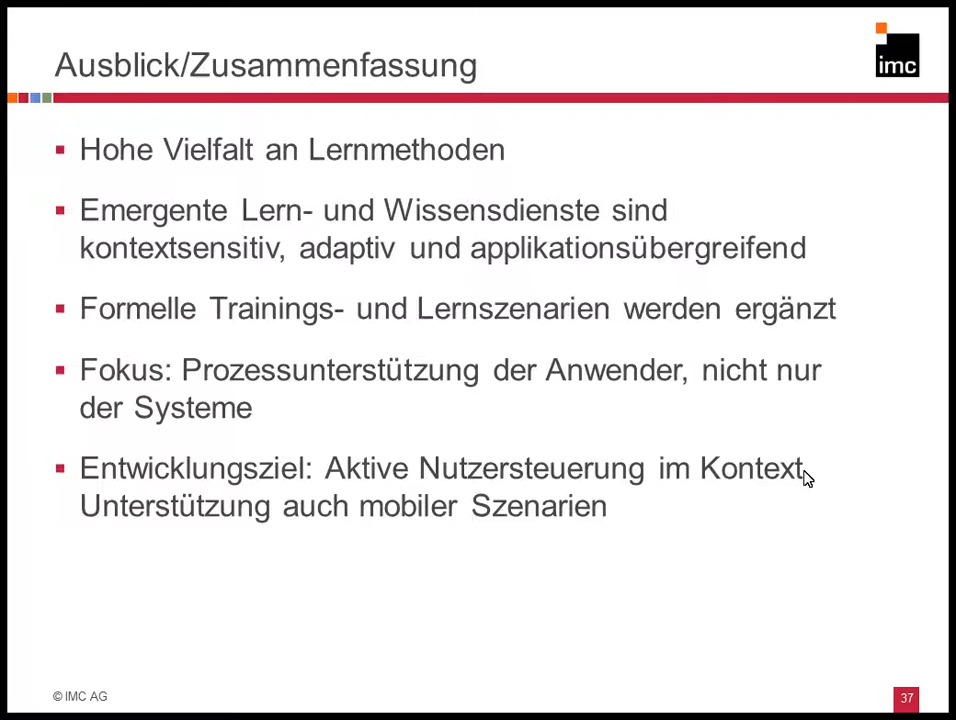 Ausblick/Zusammenfassung
imc
▪ Hohe Vielfalt an Lernmethoden
▪ Emergente Lern- und Wissensdienste sind
kontextsensitiv, adaptiv und applikationsübergreifend
▪ Formelle Trainings- und Lernszenarien werden ergänzt
▪ Fokus: Prozessunterstützung der Anwender, nicht nur
der Systeme
▪ Entwicklungsziel: Aktive Nutzersteuerung im Kontext,
Unterstützung auch mobiler Szenarien
© IMC AG
37